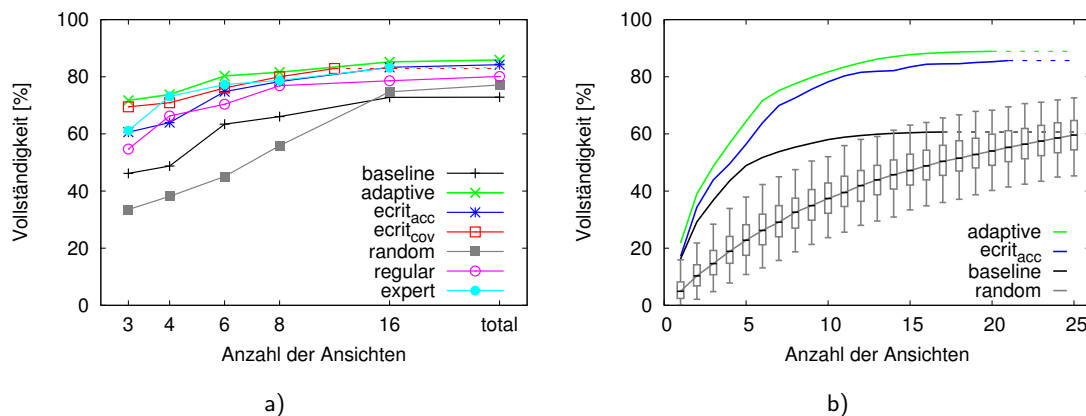 100
80
60
40
20
0
Vollständigkeit [%]
3 4 6 8 16 total
Anzahl der Ansichten
baseline
adaptive
ecrit_acc
ecrit_cov
random
regular
expert
a)
100
80
60
40
20
0
Vollständigkeit [%]
0 5 10 15 20 25
Anzahl der Ansichten
adaptive
ecrit_acc
baseline
random
b)